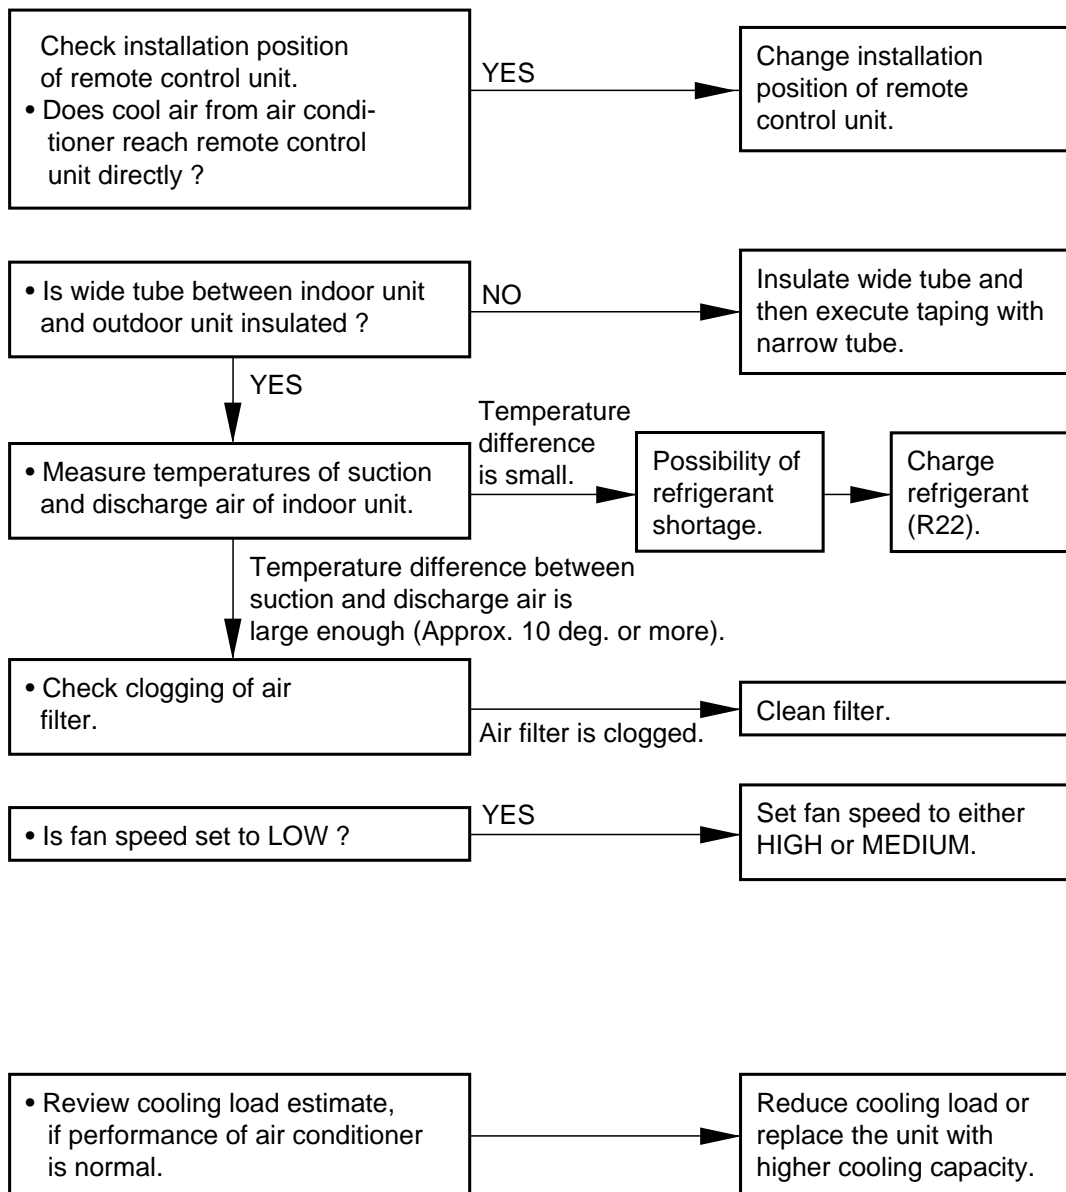 Check installation position
of remote control unit.
• Does cool air from air condi-
tioner reach remote control
unit directly ?
YES
Change installation
position of remote
control unit.
• Is wide tube between indoor unit
and outdoor unit insulated ?
NO
Insulate wide tube and
then execute taping with
narrow tube.
YES
• Measure temperatures of suction
and discharge air of indoor unit.
Temperature
difference
is small.
Possibility of
refrigerant
shortage.
Charge
refrigerant
(R22).
Temperature difference between
suction and discharge air is
large enough (Approx. 10 deg. or more).
• Check clogging of air
filter.
Air filter is clogged.
Clean filter.
• Is fan speed set to LOW ?
YES
Set fan speed to either
HIGH or MEDIUM.
• Review cooling load estimate,
if performance of air conditioner
is normal.
Reduce cooling load or
replace the unit with
higher cooling capacity.